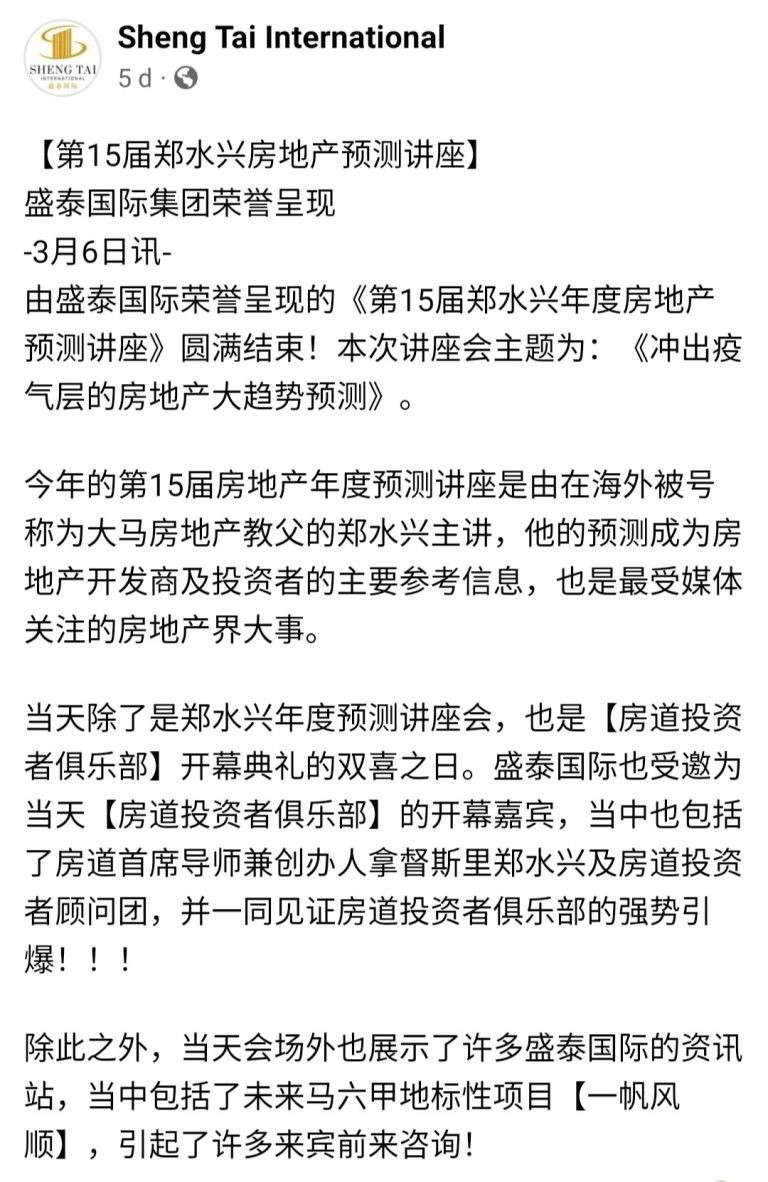 Sheng Tai International
5 d ·
SHENG TAI
INTERNATIONAL
盛泰国际
【第15届郑水兴房地产预测讲座】
盛泰国际集团荣誉呈现
-3月6日讯-
由盛泰国际荣誉呈现的《第15届郑水兴年度房地产
预测讲座》圆满结束！本次讲座会主题为：《冲出疫
气层的房地产大趋势预测》。
今年的第15届房地产年度预测讲座是由在海外被号
称为大马房地产教父的郑水兴主讲，他的预测成为房
地产开发商及投资者的主要参考信息，也是最受媒体
关注的房地产界大事。
当天除了是郑水兴年度预测讲座会，也是【房道投资
者俱乐部】开幕典礼的双喜之日。盛泰国际也受邀为
当天【房道投资者俱乐部】的开幕嘉宾，当中也包括
了房道首席导师兼创办人拿督斯里郑水兴及房道投资
者顾问团，并一同见证房道投资者俱乐部的强势引
爆！！！
除此之外，当天会场外也展示了许多盛泰国际的资讯
站，当中包括了未来马六甲地标性项目【一帆风
顺】，引起了许多来宾前来咨询！